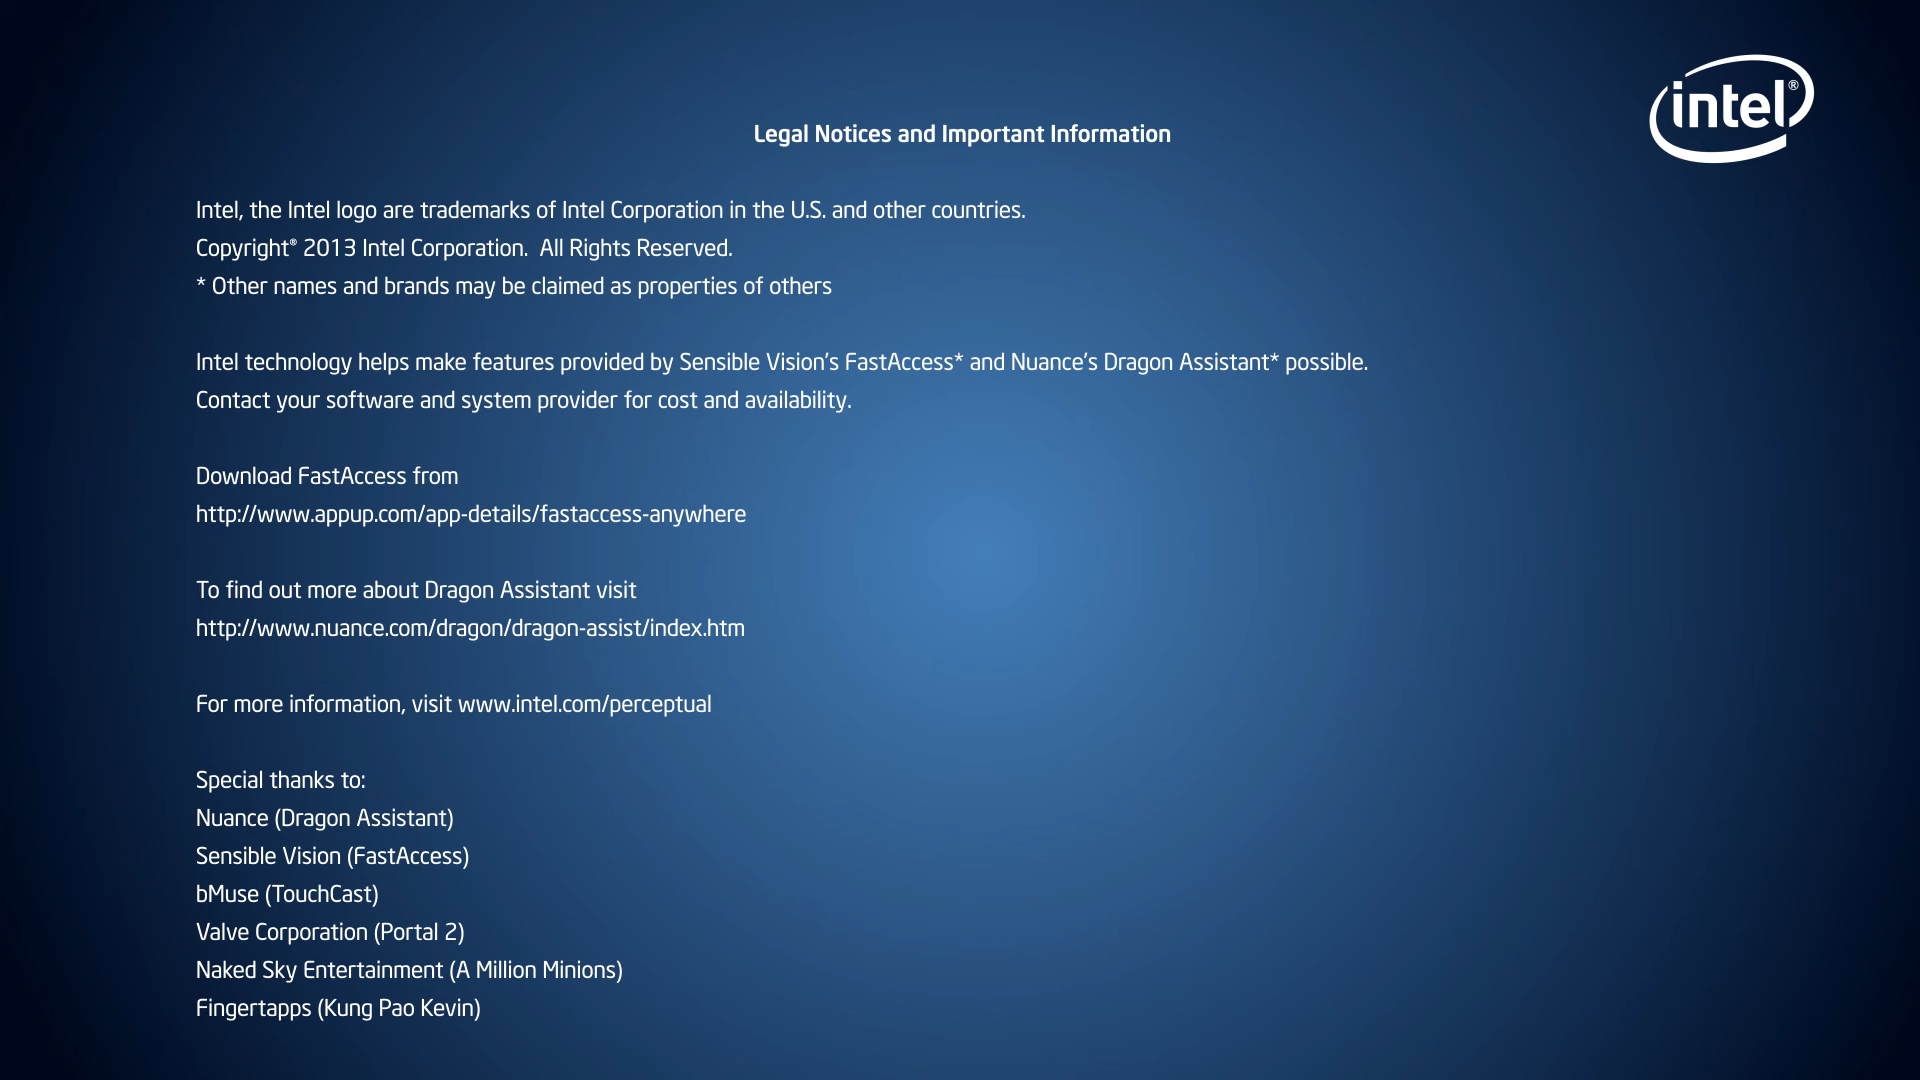 intel®
Legal Notices and Important Information
Intel, the Intel logo are trademarks of Intel Corporation in the U.S. and other countries.
Copyright® 2013 Intel Corporation.  All Rights Reserved.
* Other names and brands may be claimed as properties of others
Intel technology helps make features provided by Sensible Vision's FastAccess* and Nuance's Dragon Assistant* possible.
Contact your software and system provider for cost and availability.
Download FastAccess from
http://www.appup.com/app-details/fastaccess-anywhere
To find out more about Dragon Assistant visit
http://www.nuance.com/dragon/dragon-assist/index.htm
For more information, visit www.intel.com/perceptual
Special thanks to:
Nuance (Dragon Assistant)
Sensible Vision (FastAccess)
bMuse (TouchCast)
Valve Corporation (Portal 2)
Naked Sky Entertainment (A Million Minions)
Fingertapps (Kung Pao Kevin)